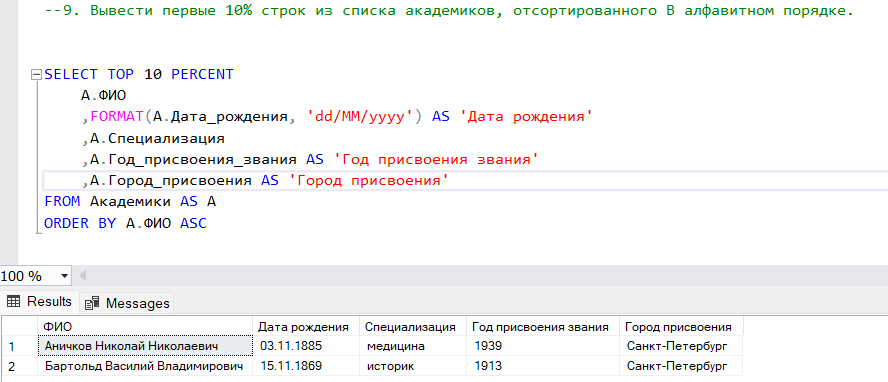 --9. Вывести первые 10% строк из списка академиков, отсортированного В алфавитном порядке.
SELECT TOP 10 PERCENT
А.ФИО
,FORMAT(А.Дата_рождения, 'dd/MM/yyyy') AS 'Дата рождения'
,А.Специализация
,А.Год_присвоения_звания AS 'Год присвоения звания'
,А.Город_присвоения AS 'Город присвоения'
FROM Академики AS А
ORDER BY А.ФИО ASC
100 %
Results Messages
ФИО Дата рождения Специализация Год присвоения звания Город присвоения
1 Аничков Николай Николаевич 03.11.1885 медицина 1939 Санкт-Петербург
2 Бартольд Василий Владимирович 15.11.1869 историк 1913 Санкт-Петербург